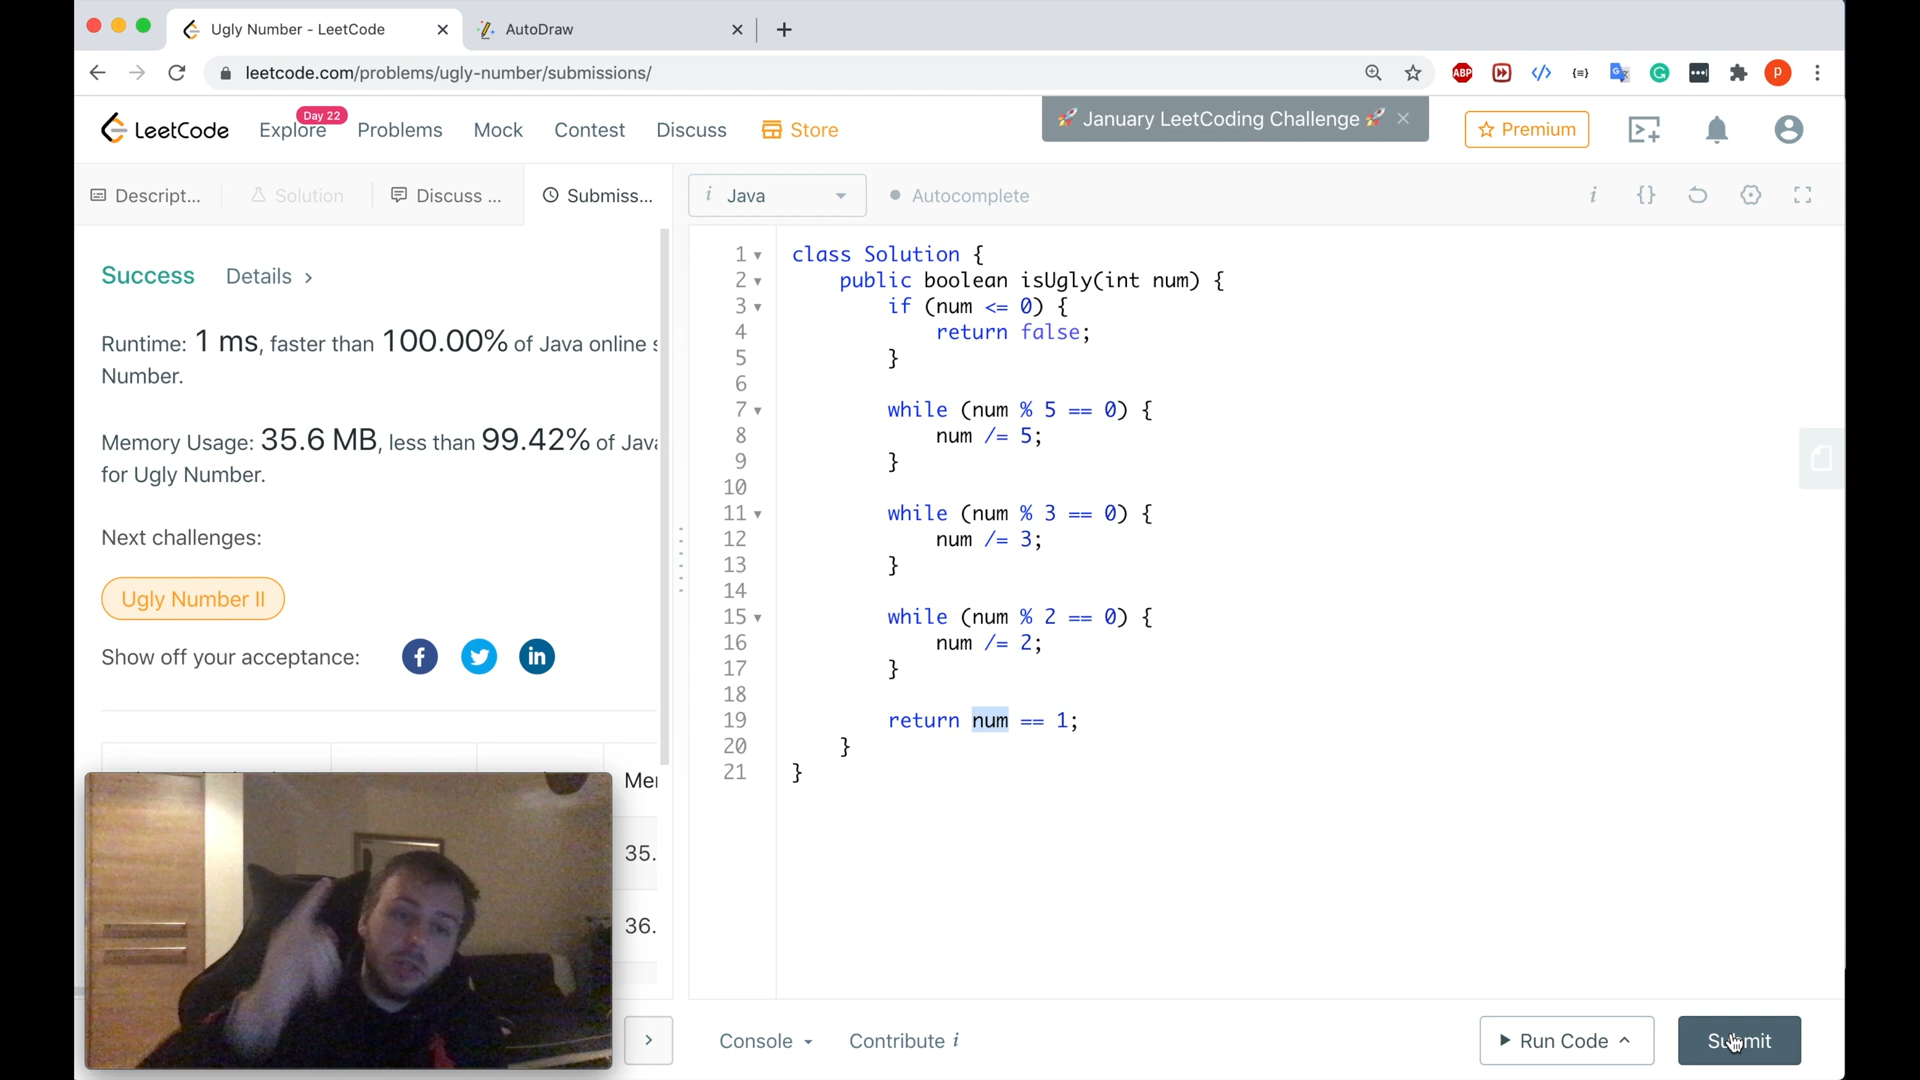 Ugly Number - LeetCode
AutoDraw
leetcode.com/problems/ugly-number/submissions/
ABP
P
LeetCode
Explore
Day 22
Problems
Mock
Contest
Discuss
Store
🚀 January LeetCoding Challenge 🚀
Premium
Descript...
Solution
Discuss ...
Submiss...
i Java
Autocomplete
i
{}
Success
Details >
Runtime: 1 ms, faster than 100.00% of Java online s
Number.
Memory Usage: 35.6 MB, less than 99.42% of Java
for Ugly Number.
Next challenges:
Ugly Number II
Show off your acceptance:
f
in
35.
36.
1 class Solution {
2     public boolean isUgly(int num) {
3         if (num <= 0) {
4             return false;
5         }
6
7         while (num % 5 == 0) {
8             num /= 5;
9         }
10
11         while (num % 3 == 0) {
12             num /= 3;
13         }
14
15         while (num % 2 == 0) {
16             num /= 2;
17         }
18
19         return num == 1;
20     }
21 }
Console
Contribute i
Run Code
Submit